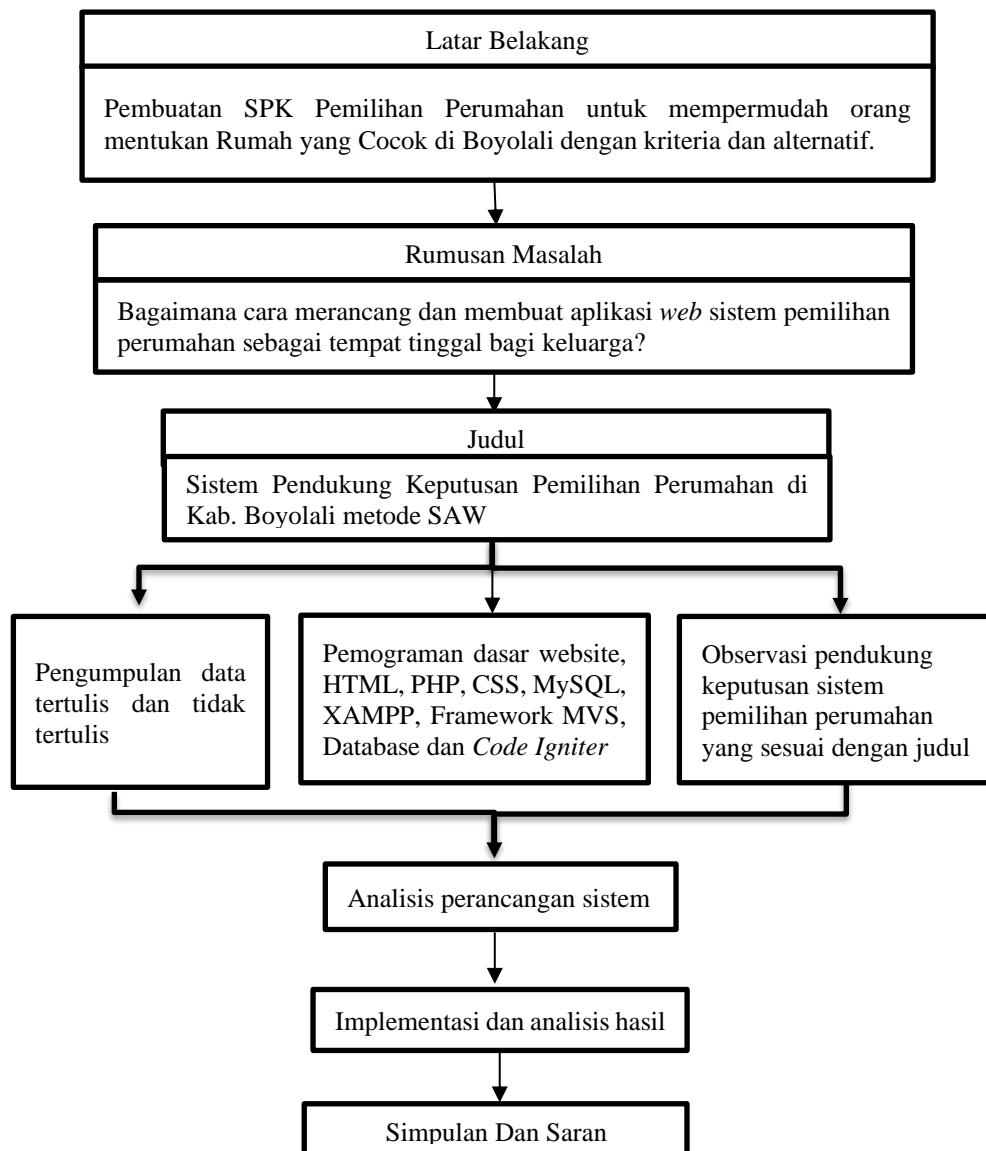 Latar Belakang
Pembuatan SPK Pemilihan Perumahan untuk mempermudah orang
mentukan Rumah yang Cocok di Boyolali dengan kriteria dan alternatif.
Rumusan Masalah
Bagaimana cara merancang dan membuat aplikasi web sistem pemilihan
perumahan sebagai tempat tinggal bagi keluarga?
Judul
Sistem Pendukung Keputusan Pemilihan Perumahan di
Kab. Boyolali metode SAW
Pengumpulan data
tertulis dan tidak
tertulis
Pemograman dasar website,
HTML, PHP, CSS, MySQL,
XAMPP, Framework MVS,
Database dan Code Igniter
Observasi pendukung
keputusan sistem
pemilihan perumahan
yang sesuai dengan judul
Analisis perancangan sistem
Implementasi dan analisis hasil
Simpulan Dan Saran